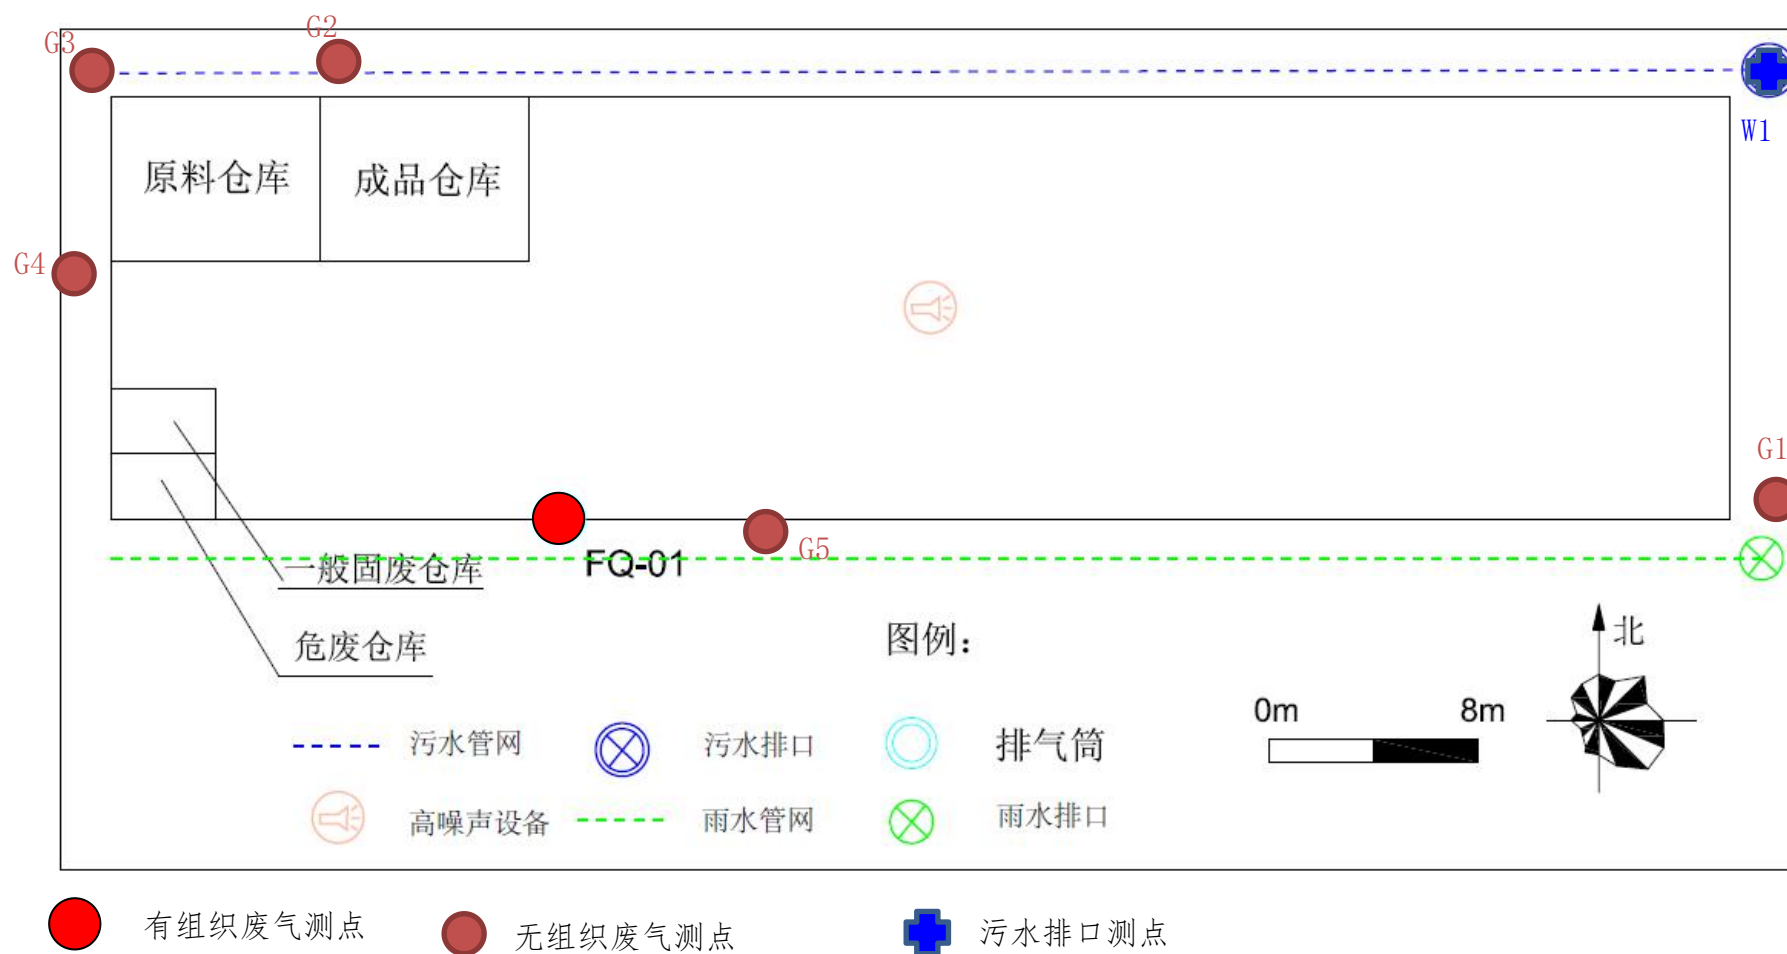 G3
G2
W1
原料仓库
成品仓库
G4
G1
G5
一般固废仓库
FQ-01
危废仓库
图例：
北
0m
8m
污水管网
污水排口
排气筒
高噪声设备
雨水管网
雨水排口
有组织废气测点
无组织废气测点
污水排口测点